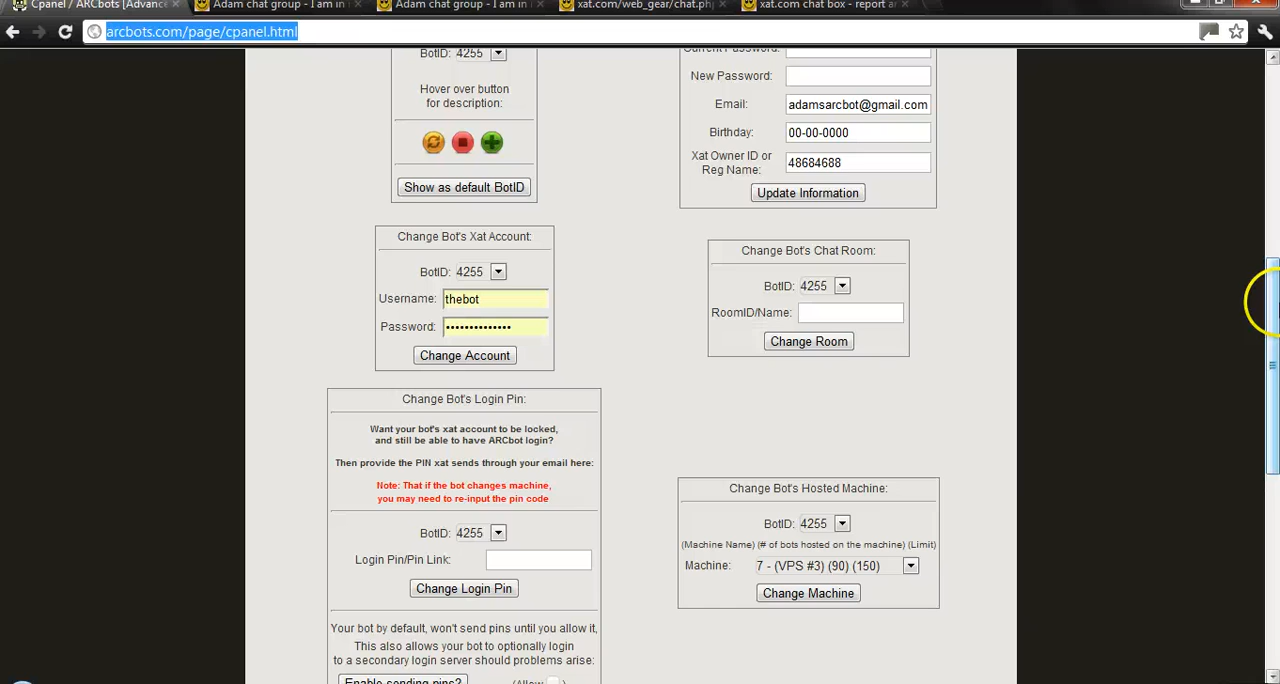 Cpanel / ARCbots [Advance
Adam chat group - I am in
Adam chat group - I am in
xat.com/web_gear/chat.ph
xat.com chat box - report a
arcbots.com/page/cpanel.html
BotID: 4255
Hover over button
for description:
Show as default BotID
Current Password:
New Password:
Email: adamsarcbot@gmail.com
Birthday: 00-00-0000
Xat Owner ID or
Reg Name: 48684688
Update Information
Change Bot's Xat Account:
BotID: 4255
Username: thebot
Password: ••••••••••••••
Change Account
Change Bot's Chat Room:
BotID: 4255
RoomID/Name:
Change Room
Change Bot's Login Pin:
Want your bot's xat account to be locked,
and still be able to have ARCbot login?
Then provide the PIN xat sends through your email here:
Note: That if the bot changes machine,
you may need to re-input the pin code
BotID: 4255
Login Pin/Pin Link:
Change Login Pin
Your bot by default, won't send pins until you allow it,
This also allows your bot to optionally login
to a secondary login server should problems arise:
Enable sending pins?
(Allow )
Change Bot's Hosted Machine:
BotID: 4255
(Machine Name) (# of bots hosted on the machine) (Limit)
Machine: 7 - (VPS #3) (90) (150)
Change Machine